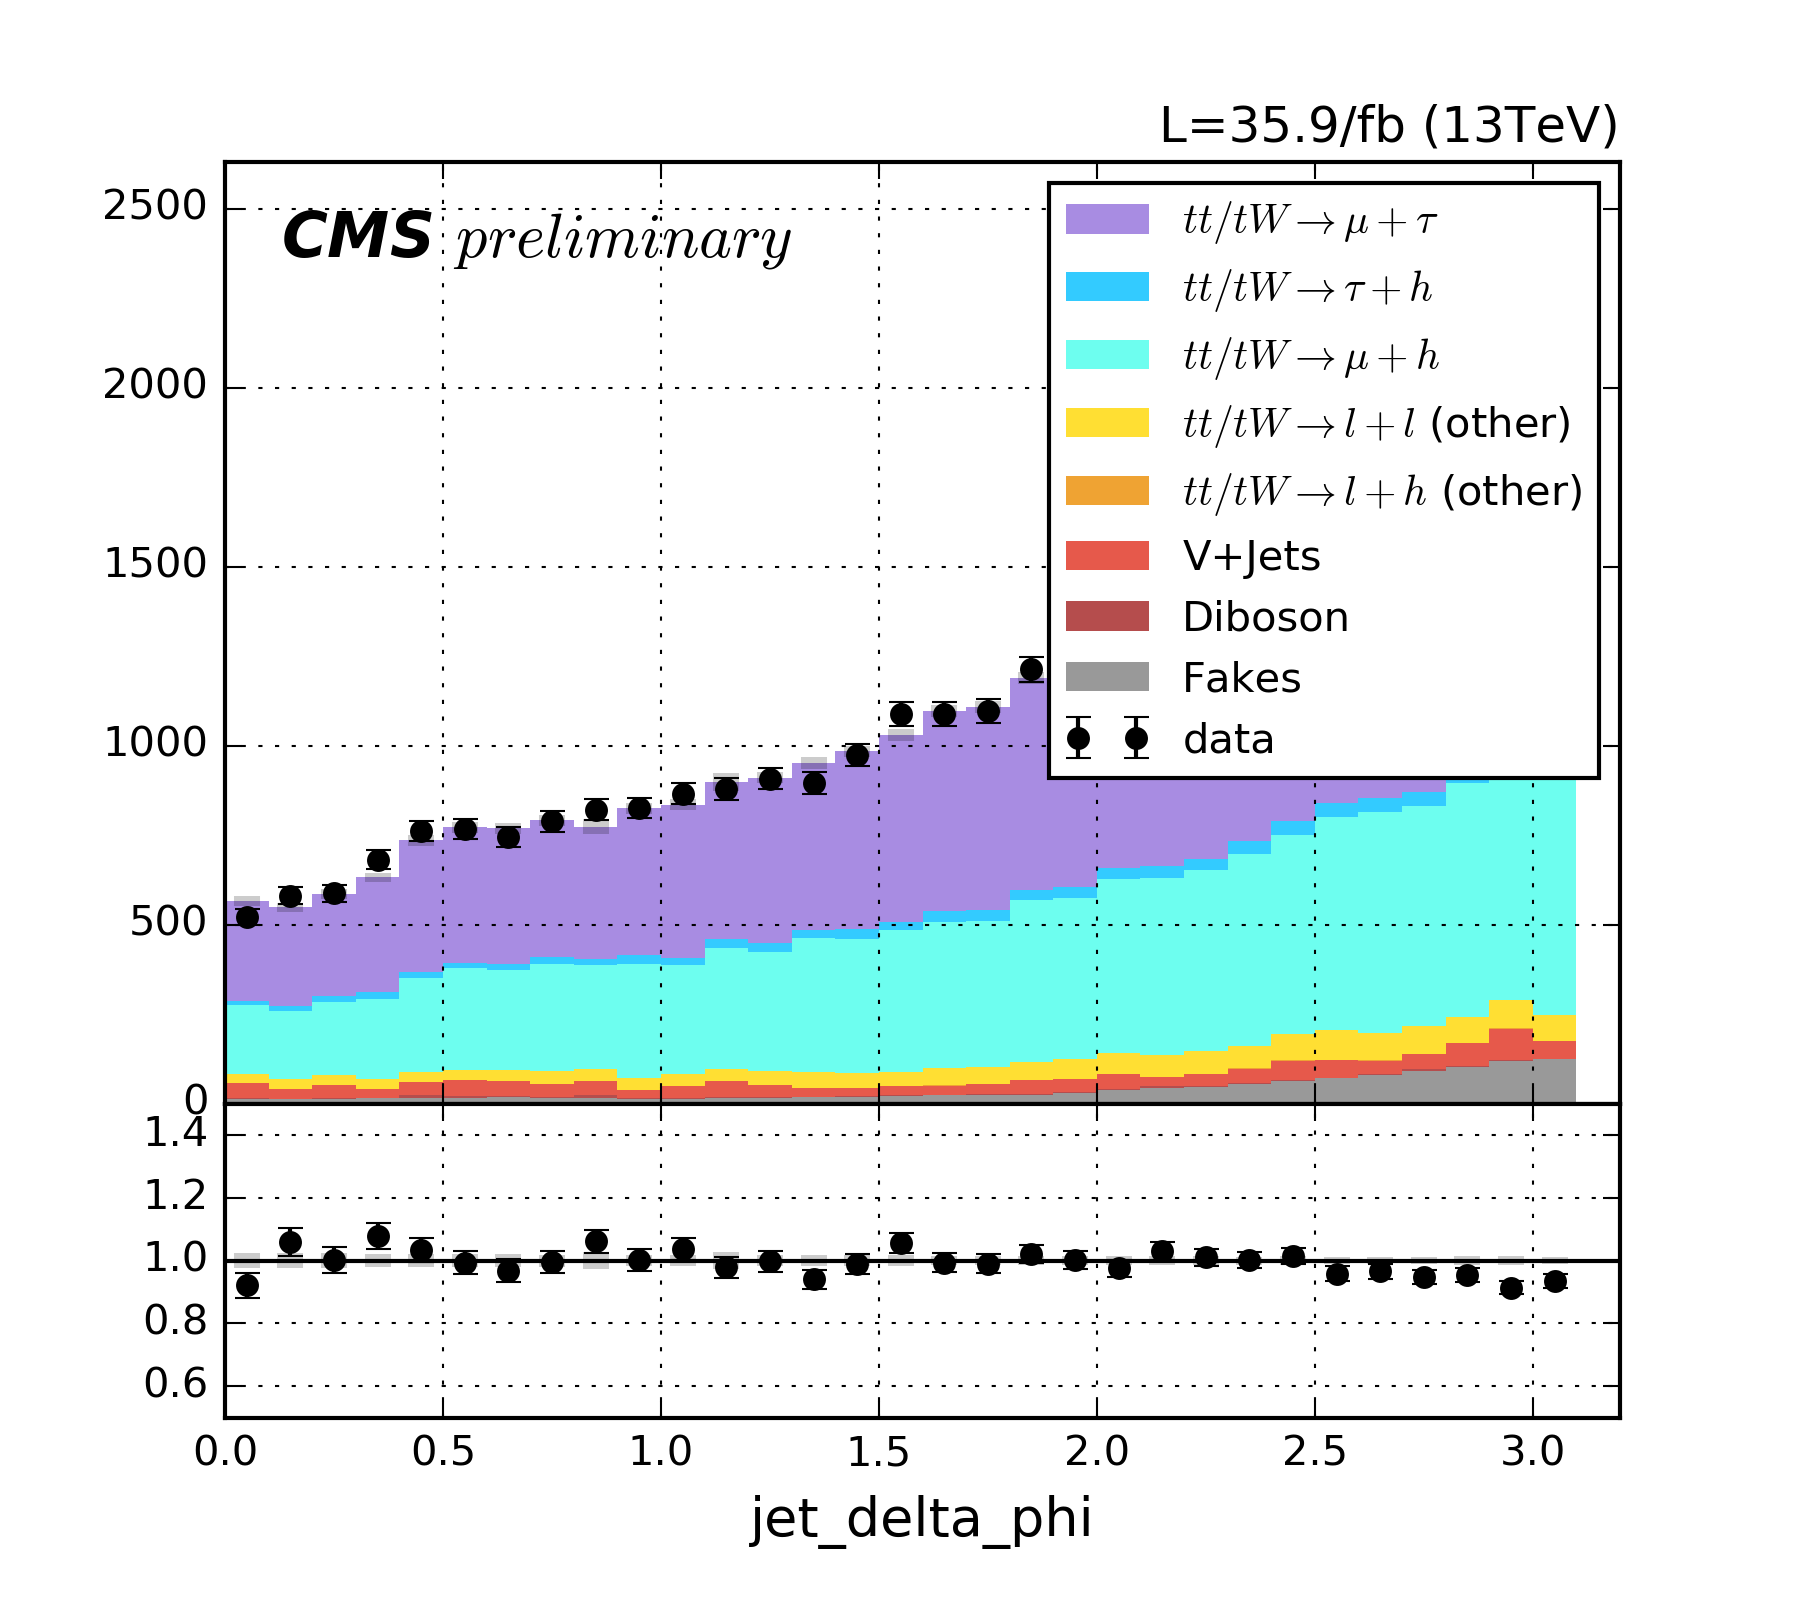 L=35.9/fb (13TeV)
CMS preliminary
2500
2000
1500
1000
500
0
tt/tW→μ+τ
tt/tW→τ+h
tt/tW→μ+h
tt/tW→l+l (other)
tt/tW→l+h (other)
V+Jets
Diboson
Fakes
data
1.4
1.2
1.0
0.8
0.6
0.0 0.5 1.0 1.5 2.0 2.5 3.0
jet_delta_phi